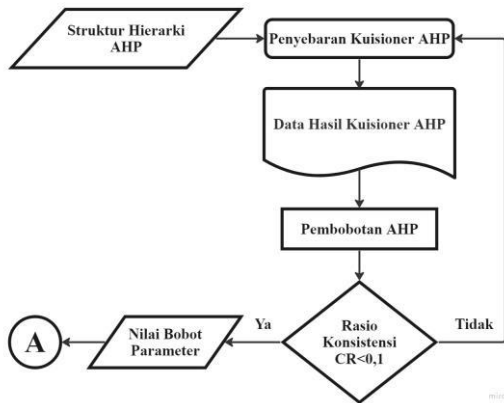 Struktur Hierarki
AHP
Penyebaran Kuisioner AHP
Data Hasil Kuisioner AHP
Pembobotan AHP
Rasio
Konsistensi
CR<0,1
Ya
Tidak
Nilai Bobot
Parameter
A